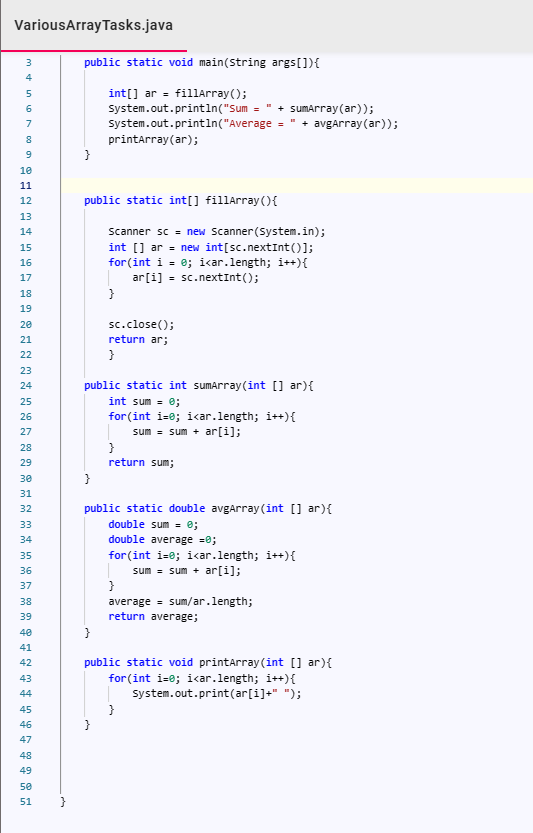 VariousArrayTasks.java
3 public static void main(String args[]){
4
5 int[] ar = fillArray();
6 System.out.println("Sum = " + sumArray(ar));
7 System.out.println("Average = " + avgArray(ar));
8 printArray(ar);
9 }
10
11
12 public static int[] fillArray(){
13
14 Scanner sc = new Scanner(System.in);
15 int [] ar = new int[sc.nextInt()];
16 for(int i = 0; i<ar.length; i++){
17 ar[i] = sc.nextInt();
18 }
19
20 sc.close();
21 return ar;
22 }
23
24 public static int sumArray(int [] ar){
25 int sum = 0;
26 for(int i=0; i<ar.length; i++){
27 sum = sum + ar[i];
28 }
29 return sum;
30 }
31
32 public static double avgArray(int [] ar){
33 double sum = 0;
34 double average =0;
35 for(int i=0; i<ar.length; i++){
36 sum = sum + ar[i];
37 }
38 average = sum/ar.length;
39 return average;
40 }
41
42 public static void printArray(int [] ar){
43 for(int i=0; i<ar.length; i++){
44 System.out.print(ar[i]+" ");
45 }
46 }
47
48
49
50
51 }